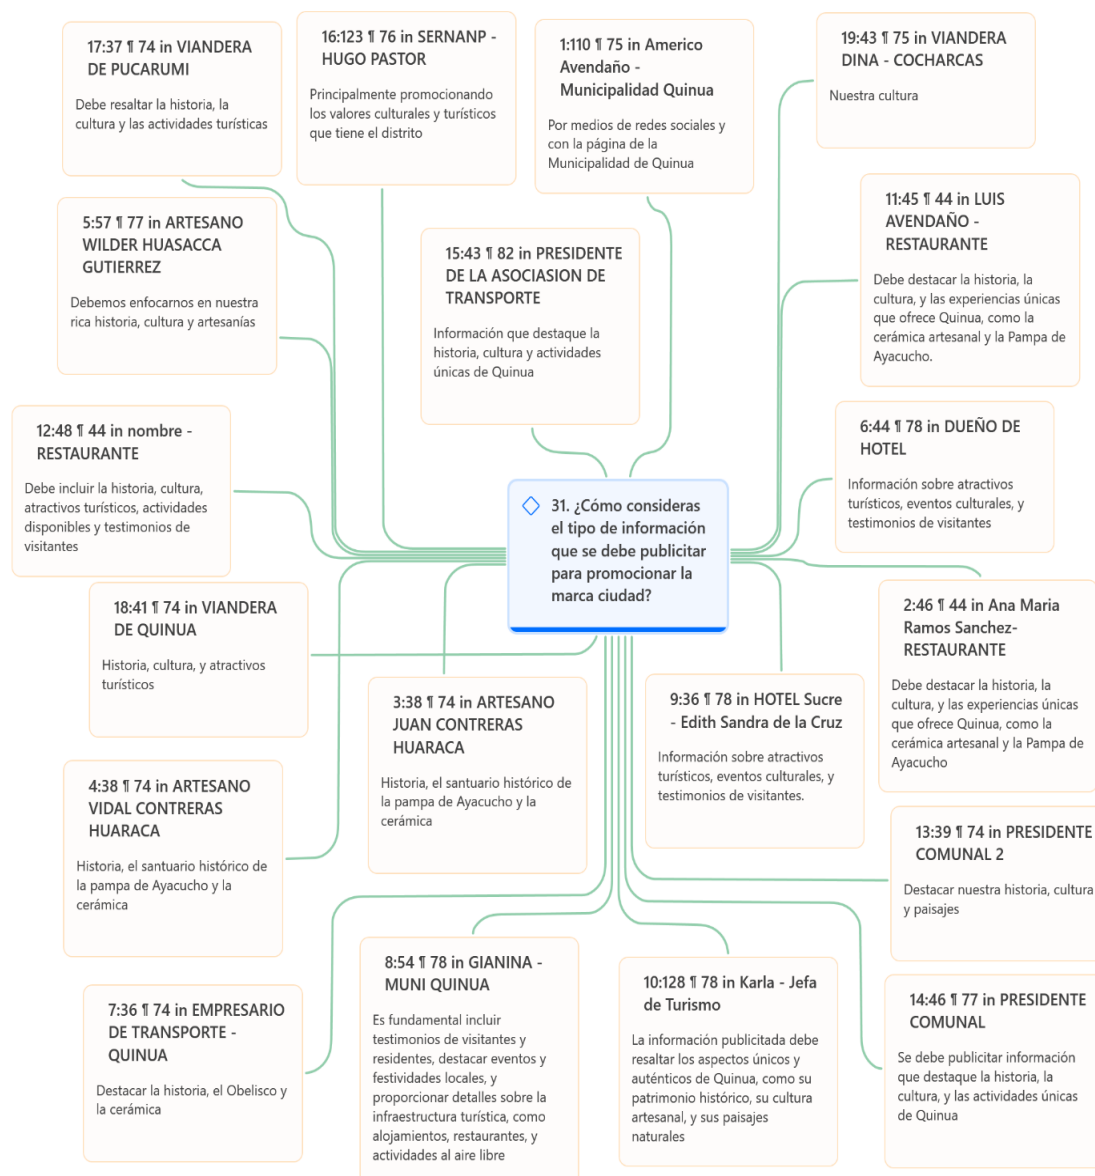 17:37 ¶ 74 in VIANDERA
DE PUCARUMI
Debe resaltar la historia, la
cultura y las actividades turísticas
16:123 ¶ 76 in SERNANP -
HUGO PASTOR
Principalmente promocionando
los valores culturales y turísticos
que tiene el distrito
1:110 ¶ 75 in Americo
Avendaño -
Municipalidad Quinua
Por medios de redes sociales y
con la página de la
Municipalidad de Quinua
19:43 ¶ 75 in VIANDERA
DINA - COCHARCAS
Nuestra cultura
5:57 ¶ 77 in ARTESANO
WILDER HUASACCA
GUTIERREZ
Debemos enfocarnos en nuestra
rica historia, cultura y artesanías
15:43 ¶ 82 in PRESIDENTE
DE LA ASOCIASION DE
TRANSPORTE
Información que destaque la
historia, cultura y actividades
únicas de Quinua
11:45 ¶ 44 in LUIS
AVENDAÑO -
RESTAURANTE
Debe destacar la historia, la
cultura, y las experiencias únicas
que ofrece Quinua, como la
cerámica artesanal y la Pampa de
Ayacucho.
12:48 ¶ 44 in nombre -
RESTAURANTE
Debe incluir la historia, cultura,
atractivos turísticos, actividades
disponibles y testimonios de
visitantes
31. ¿Cómo consideras
el tipo de información
que se debe publicitar
para promocionar la
marca ciudad?
6:44 ¶ 78 in DUEÑO DE
HOTEL
Información sobre atractivos
turísticos, eventos culturales, y
testimonios de visitantes
18:41 ¶ 74 in VIANDERA
DE QUINUA
Historia, cultura, y atractivos
turísticos
3:38 ¶ 74 in ARTESANO
JUAN CONTRERAS
HUARACA
Historia, el santuario histórico de
la pampa de Ayacucho y la
cerámica
9:36 ¶ 78 in HOTEL Sucre
- Edith Sandra de la Cruz
Información sobre atractivos
turísticos, eventos culturales, y
testimonios de visitantes.
2:46 ¶ 44 in Ana Maria
Ramos Sanchez-
RESTAURANTE
Debe destacar la historia, la
cultura, y las experiencias únicas
que ofrece Quinua, como la
cerámica artesanal y la Pampa de
Ayacucho
4:38 ¶ 74 in ARTESANO
VIDAL CONTRERAS
HUARACA
Historia, el santuario histórico de
la pampa de Ayacucho y la
cerámica
13:39 ¶ 74 in PRESIDENTE
COMUNAL 2
Destacar nuestra historia, cultura
y paisajes
7:36 ¶ 74 in EMPRESARIO
DE TRANSPORTE -
QUINUA
Destacar la historia, el Obelisco y
la cerámica
8:54 ¶ 78 in GIANINA -
MUNI QUINUA
Es fundamental incluir
testimonios de visitantes y
residentes, destacar eventos y
festividades locales, y
proporcionar detalles sobre la
infraestructura turística, como
alojamientos, restaurantes, y
actividades al aire libre
10:128 ¶ 78 in Karla - Jefa
de Turismo
La información publicitada debe
resaltar los aspectos únicos y
auténticos de Quinua, como su
patrimonio histórico, su cultura
artesanal, y sus paisajes
naturales
14:46 ¶ 77 in PRESIDENTE
COMUNAL
Se debe publicitar información
que destaque la historia, la
cultura, y las actividades únicas
de Quinua